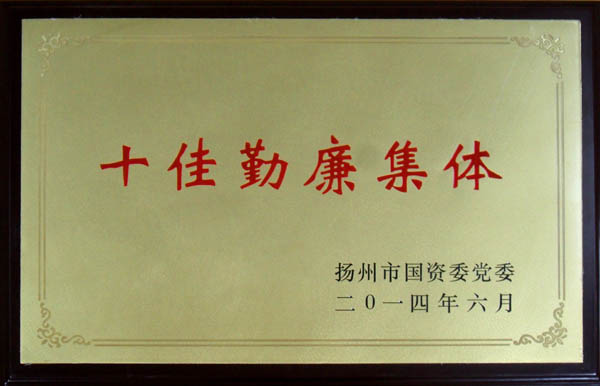 十佳勤廉集体
扬州市国资委党委
二0一四年六月